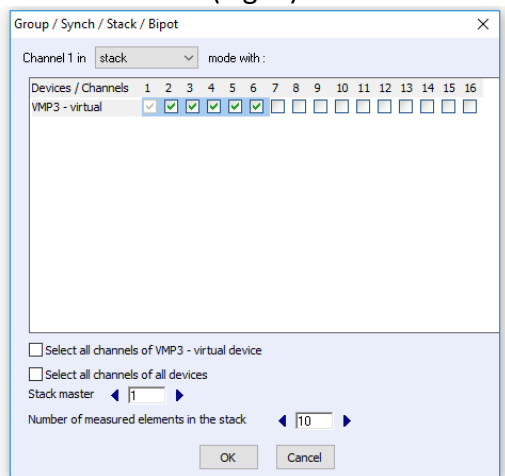 Group / Synch / Stack / Bipot
Channel 1 in stack mode with :
Devices / Channels 1 2 3 4 5 6 7 8 9 10 11 12 13 14 15 16
VMP3 - virtual
Select all channels of VMP3 - virtual device
Select all channels of all devices
Stack master 1
Number of measured elements in the stack 10
OK Cancel